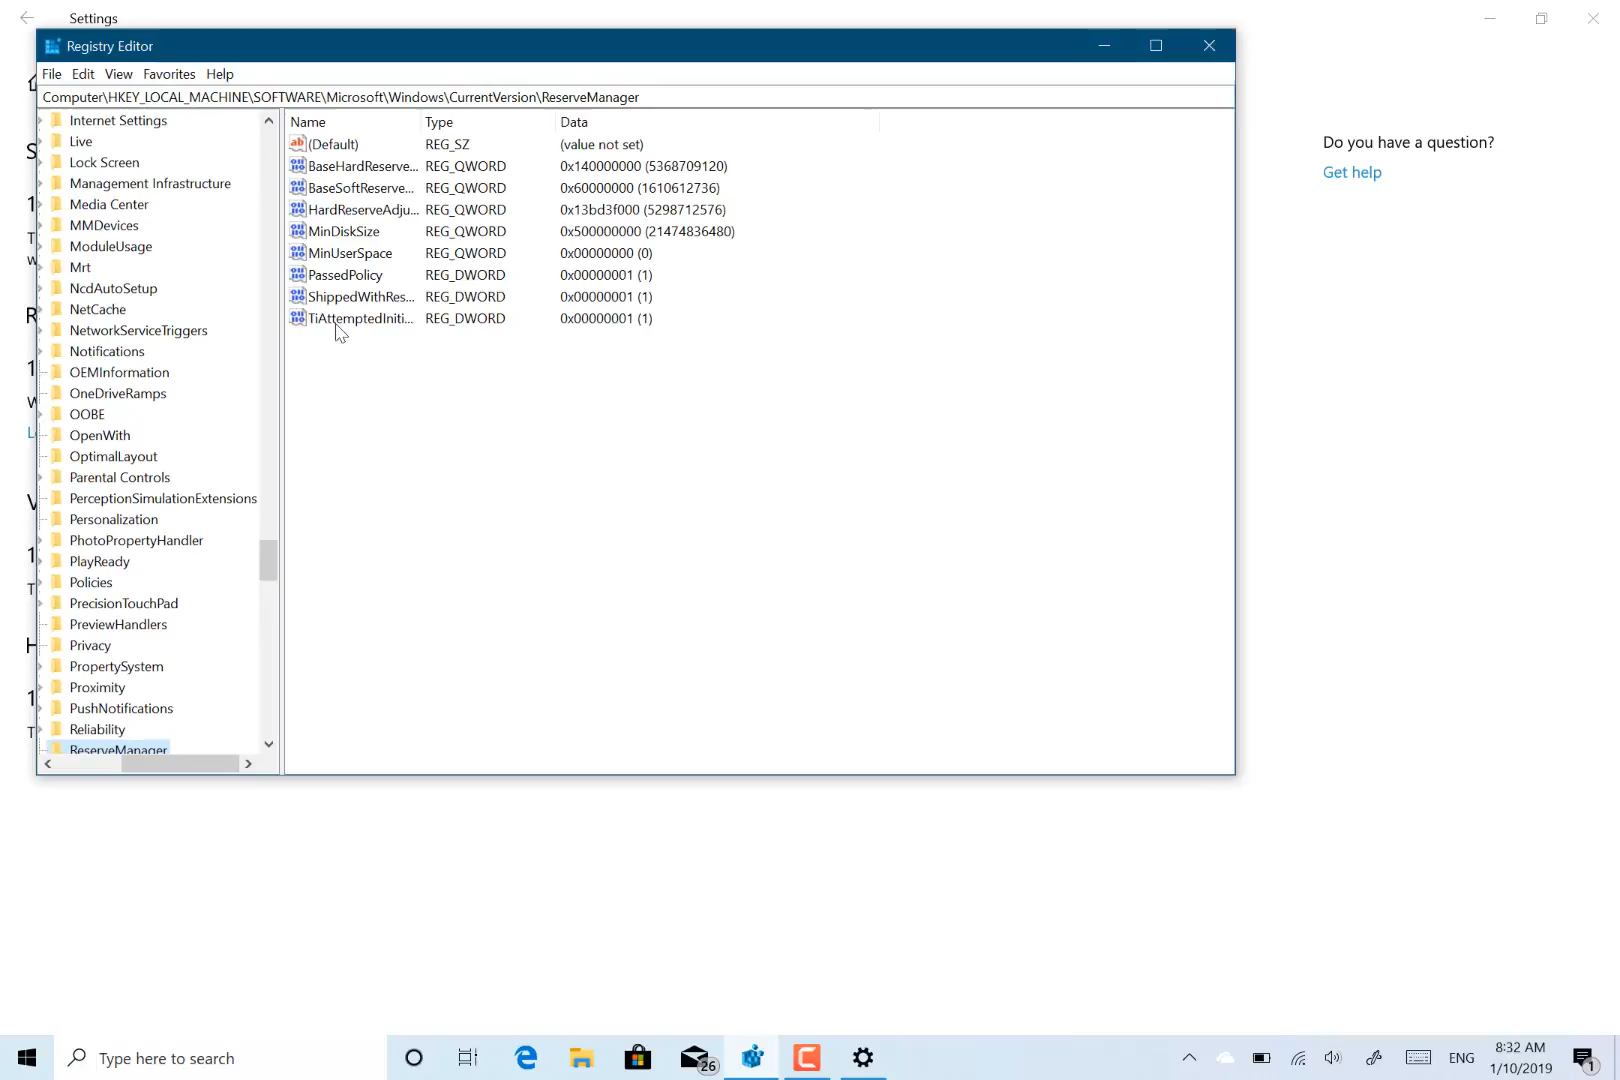 Settings
Registry Editor
File Edit View Favorites Help
Computer\HKEY_LOCAL_MACHINE\SOFTWARE\Microsoft\Windows\CurrentVersion\ReserveManager
Internet Settings
Live
Lock Screen
Management Infrastructure
Media Center
MMDevices
ModuleUsage
Mrt
NcdAutoSetup
NetCache
NetworkServiceTriggers
Notifications
OEMInformation
OneDriveRamps
OOBE
OpenWith
OptimalLayout
Parental Controls
PerceptionSimulationExtensions
Personalization
PhotoPropertyHandler
PlayReady
Policies
PrecisionTouchPad
PreviewHandlers
Privacy
PropertySystem
Proximity
PushNotifications
Reliability
ReserveManager
Name Type Data
(Default) REG_SZ (value not set)
BaseHardReserve... REG_QWORD 0x140000000 (5368709120)
BaseSoftReserve... REG_QWORD 0x60000000 (1610612736)
HardReserveAdju... REG_QWORD 0x13bd3f000 (5298712576)
MinDiskSize REG_QWORD 0x500000000 (21474836480)
MinUserSpace REG_QWORD 0x00000000 (0)
PassedPolicy REG_DWORD 0x00000001 (1)
ShippedWithRes... REG_DWORD 0x00000001 (1)
TiAttemptedIniti... REG_DWORD 0x00000001 (1)
Do you have a question?
Get help
Type here to search
26
ENG
8:32 AM
1/10/2019
1